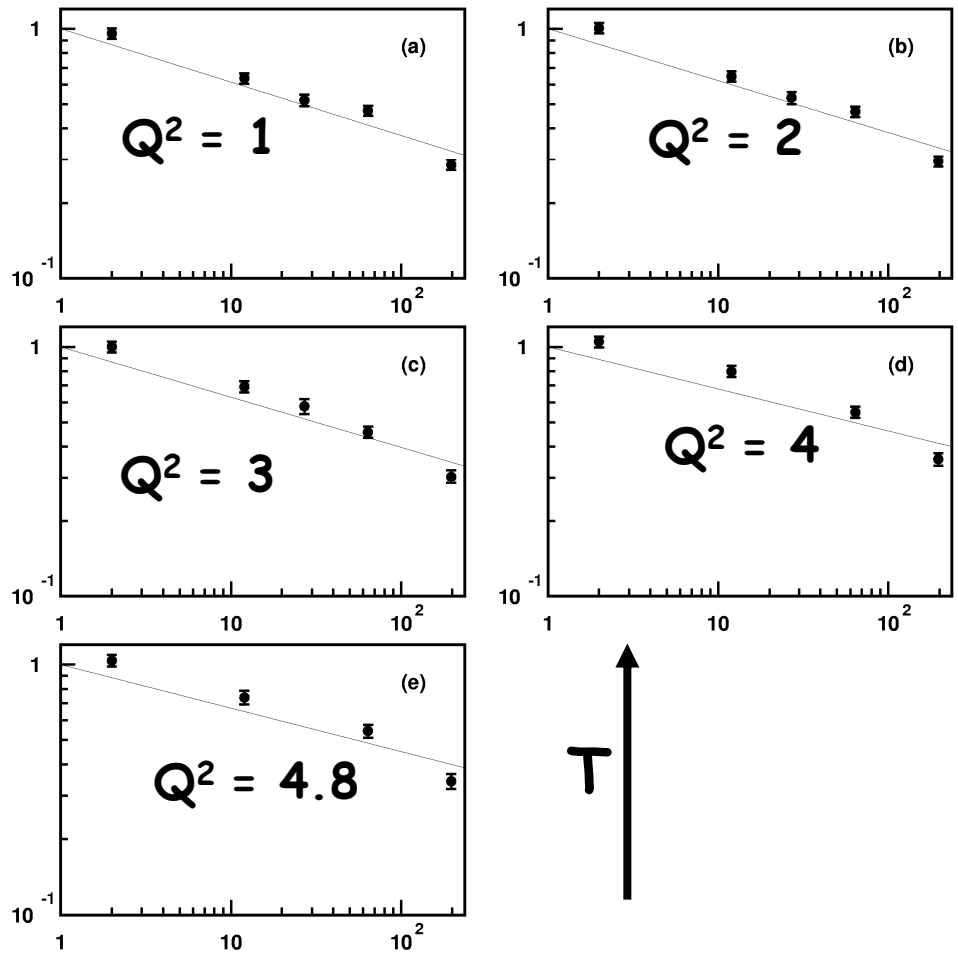 1
(a)
Q² = 1
10⁻¹
1 10 10²
(b)
1
Q² = 2
10⁻¹
1 10 10²
1
(c)
Q² = 3
10⁻¹
1 10 10²
1
(d)
Q² = 4
10⁻¹
1 10 10²
1
(e)
Q² = 4.8
10⁻¹
1 10 10²
T